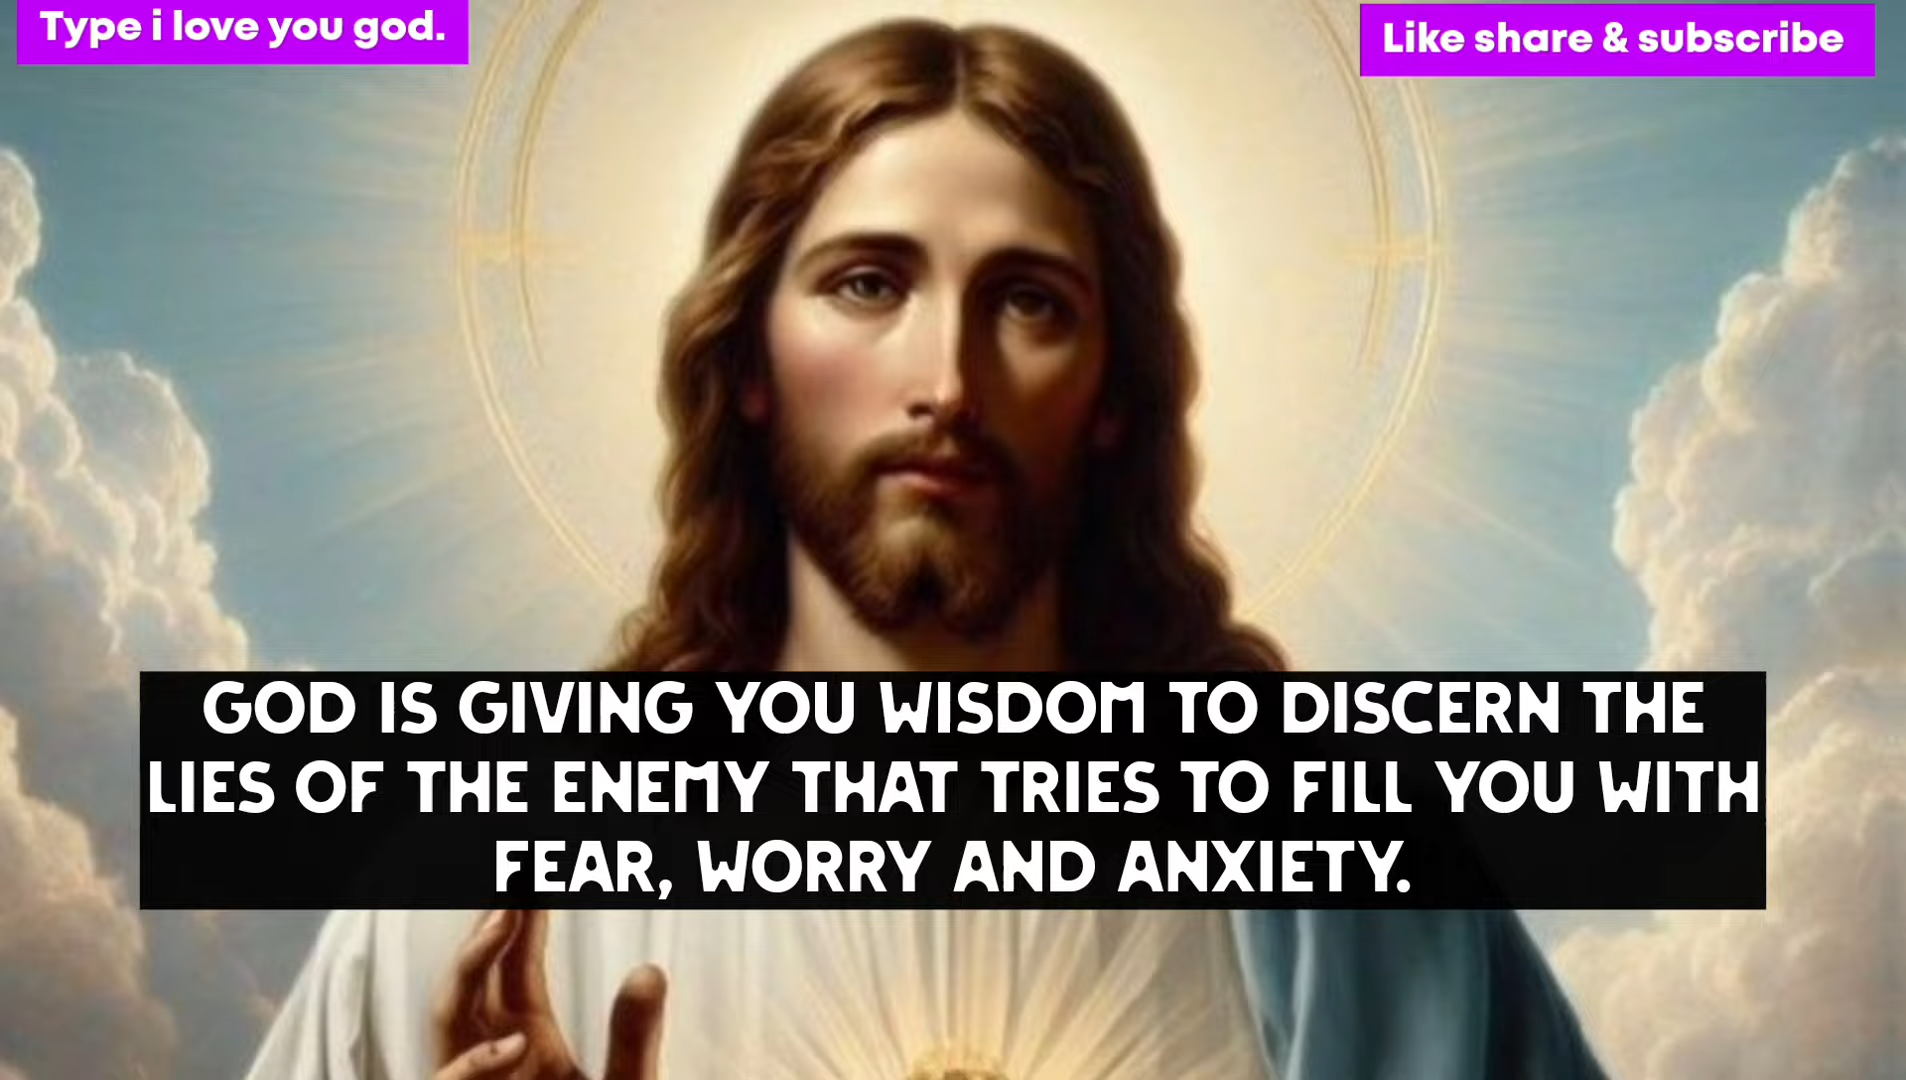 Type i love you god.
Like share & subscribe
GOD IS GIVING YOU WISDOM TO DISCERN THE
LIES OF THE ENEMY THAT TRIES TO FILL YOU WITH
FEAR, WORRY AND ANXIETY.